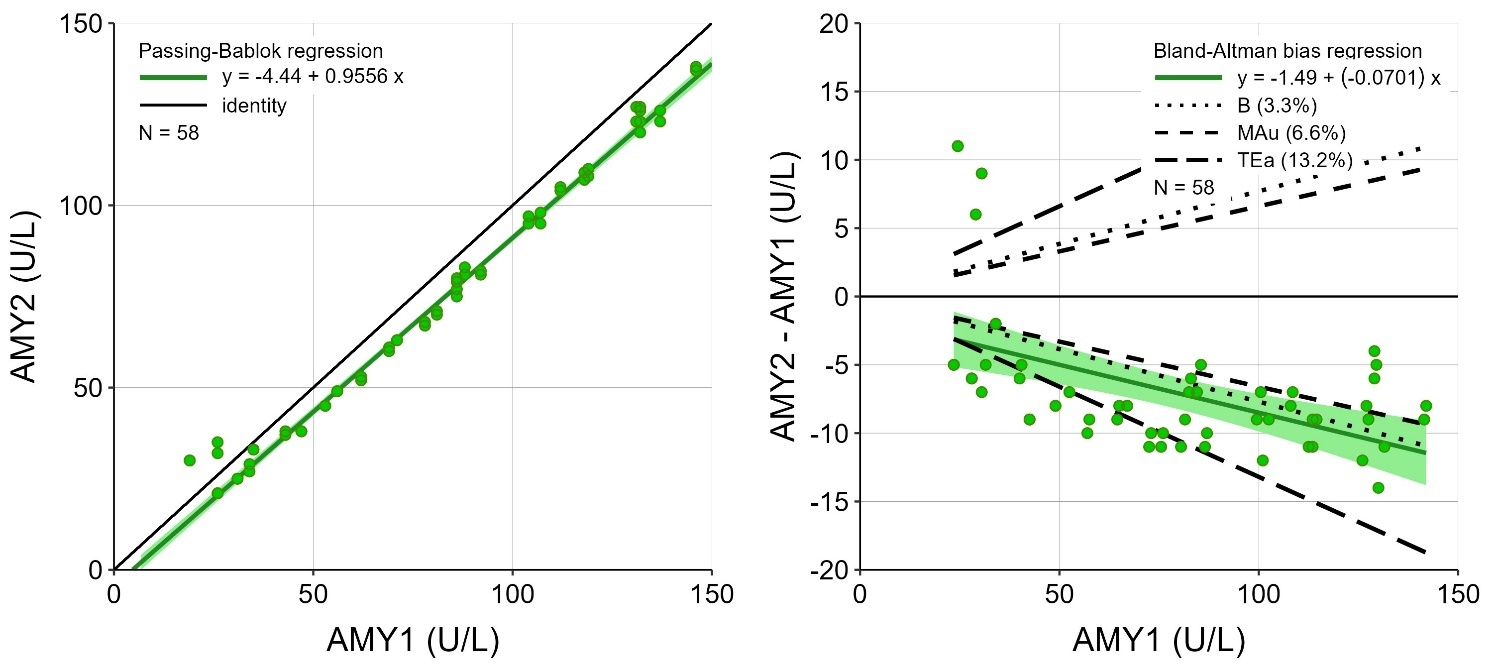 150
100
50
0
0
50
100
150
AMY2 (U/L)
AMY1 (U/L)
Passing-Bablok regression
y = -4.44 + 0.9556 x
identity
N = 58
20
15
10
5
0
-5
-10
-15
-20
0
50
100
150
AMY2 - AMY1 (U/L)
AMY1 (U/L)
Bland-Altman bias regression
y = -1.49 + (-0.0701) x
B (3.3%)
MAu (6.6%)
TEa (13.2%)
N = 58